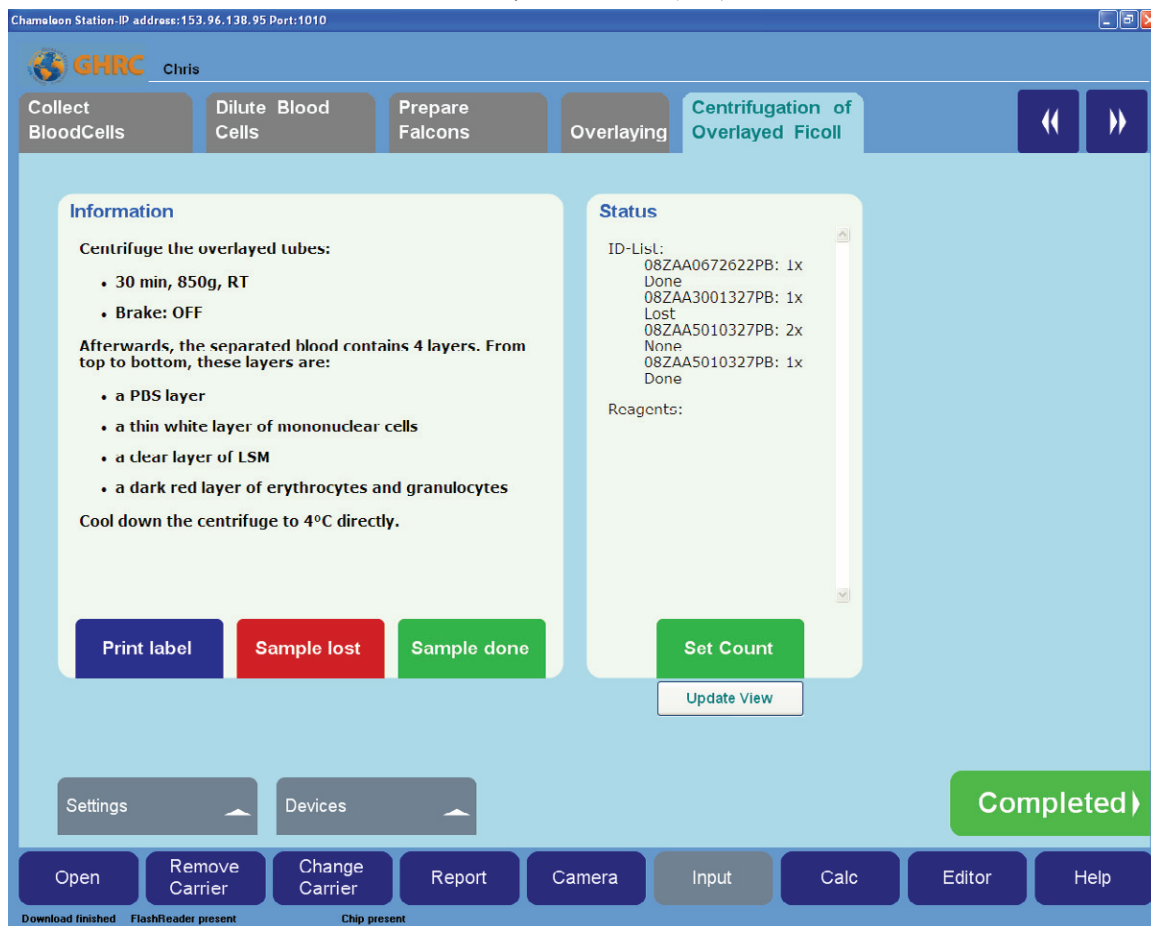 Chameleon Station-IP address:153.96.138.95 Port:1010
GHRC Chris
Collect
BloodCells
Dilute Blood
Cells
Prepare
Falcons
Overlaying
Centrifugation of
Overlayed Ficoll
Information
Centrifuge the overlayed tubes:
• 30 min, 850g, RT
• Brake: OFF
Afterwards, the separated blood contains 4 layers. From
top to bottom, these layers are:
• a PBS layer
• a thin white layer of mononuclear cells
• a clear layer of LSM
• a dark red layer of erythrocytes and granulocytes
Cool down the centrifuge to 4°C directly.
Print label
Sample lost
Sample done
Status
ID-List:
08ZAA0672622PB: 1x
Done
08ZAA3001327PB: 1x
Lost
08ZAA5010327PB: 2x
None
08ZAA5010327PB: 1x
Done
Reagents:
Set Count
Update View
Settings
Devices
Completed
Open
Remove
Carrier
Change
Carrier
Report
Camera
Input
Calc
Editor
Help
Download finished FlashReader present Chip present